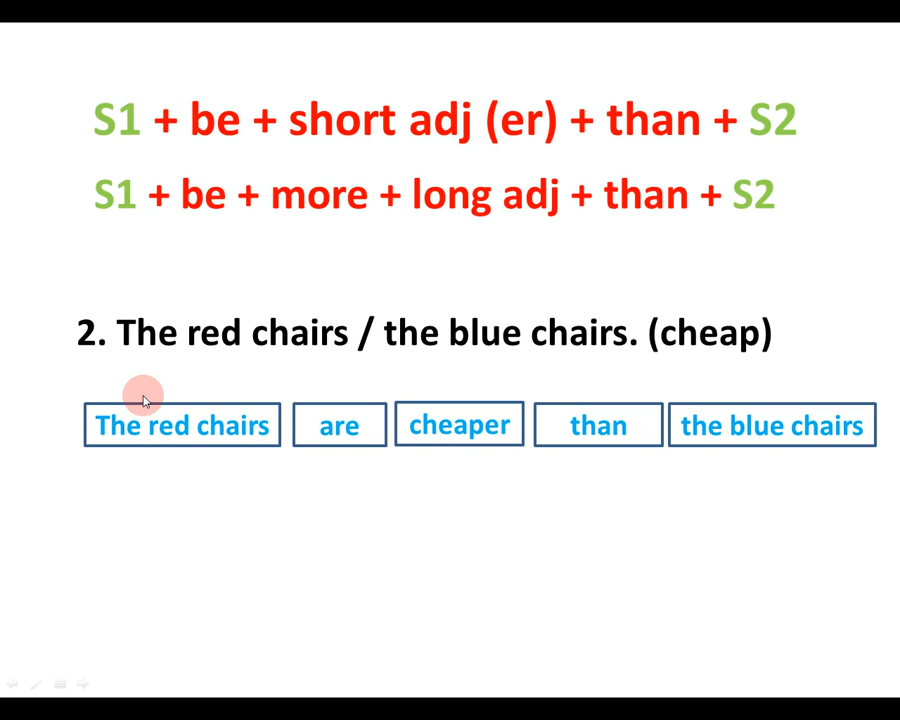 S1 + be + short adj (er) + than + S2
S1 + be + more + long adj + than + S2
2. The red chairs / the blue chairs. (cheap)
The red chairs are cheaper than the blue chairs